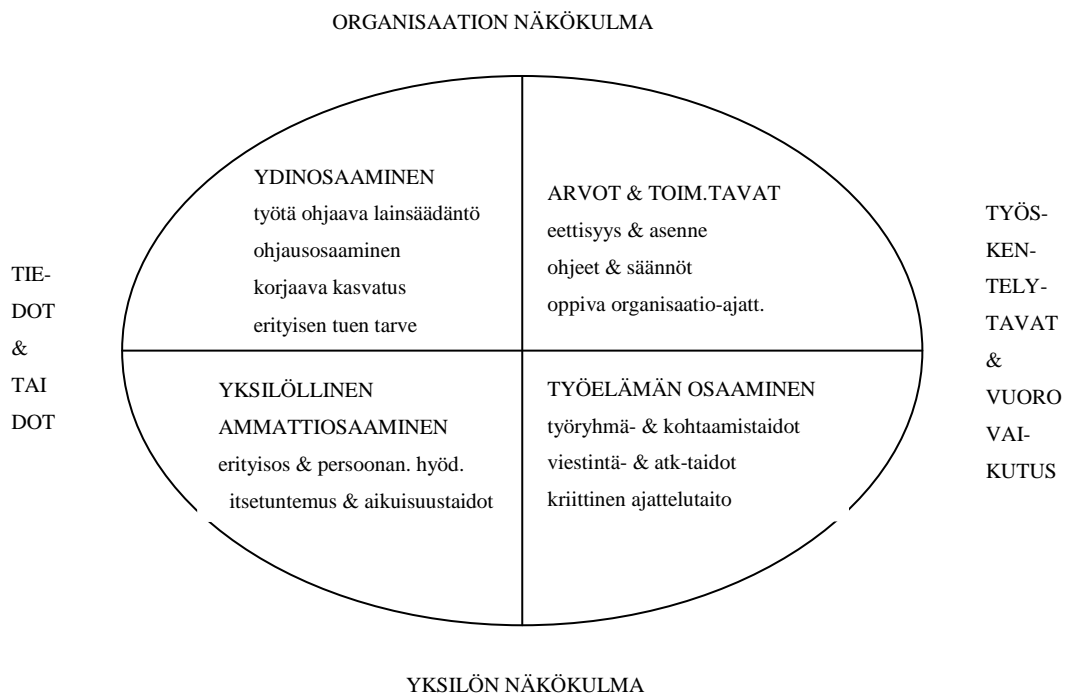 ORGANISAATION NÄKÖKULMA
YDINOSAAMINEN
työtä ohjaava lainsäädäntö
ohjausosaaminen
korjaava kasvatus
erityisen tuen tarve
ARVOT & TOIM.TAVAT
eettisyys & asenne
ohjeet & säännöt
oppiva organisaatio-ajatt.
TIE-
DOT
&
TAI
DOT
TYÖS-
KEN-
TELY-
TAVAT
&
VUORO
VAI-
KUTUS
YKSILÖLLINEN
AMMATTIOSAAMINEN
erityisos & persoonan. hyöd.
itsetuntemus & aikuisuustaidot
TYÖELÄMÄN OSAAMINEN
työryhmä- & kohtaamistaidot
viestintä- & atk-taidot
kriittinen ajattelutaito
YKSILÖN NÄKÖKULMA